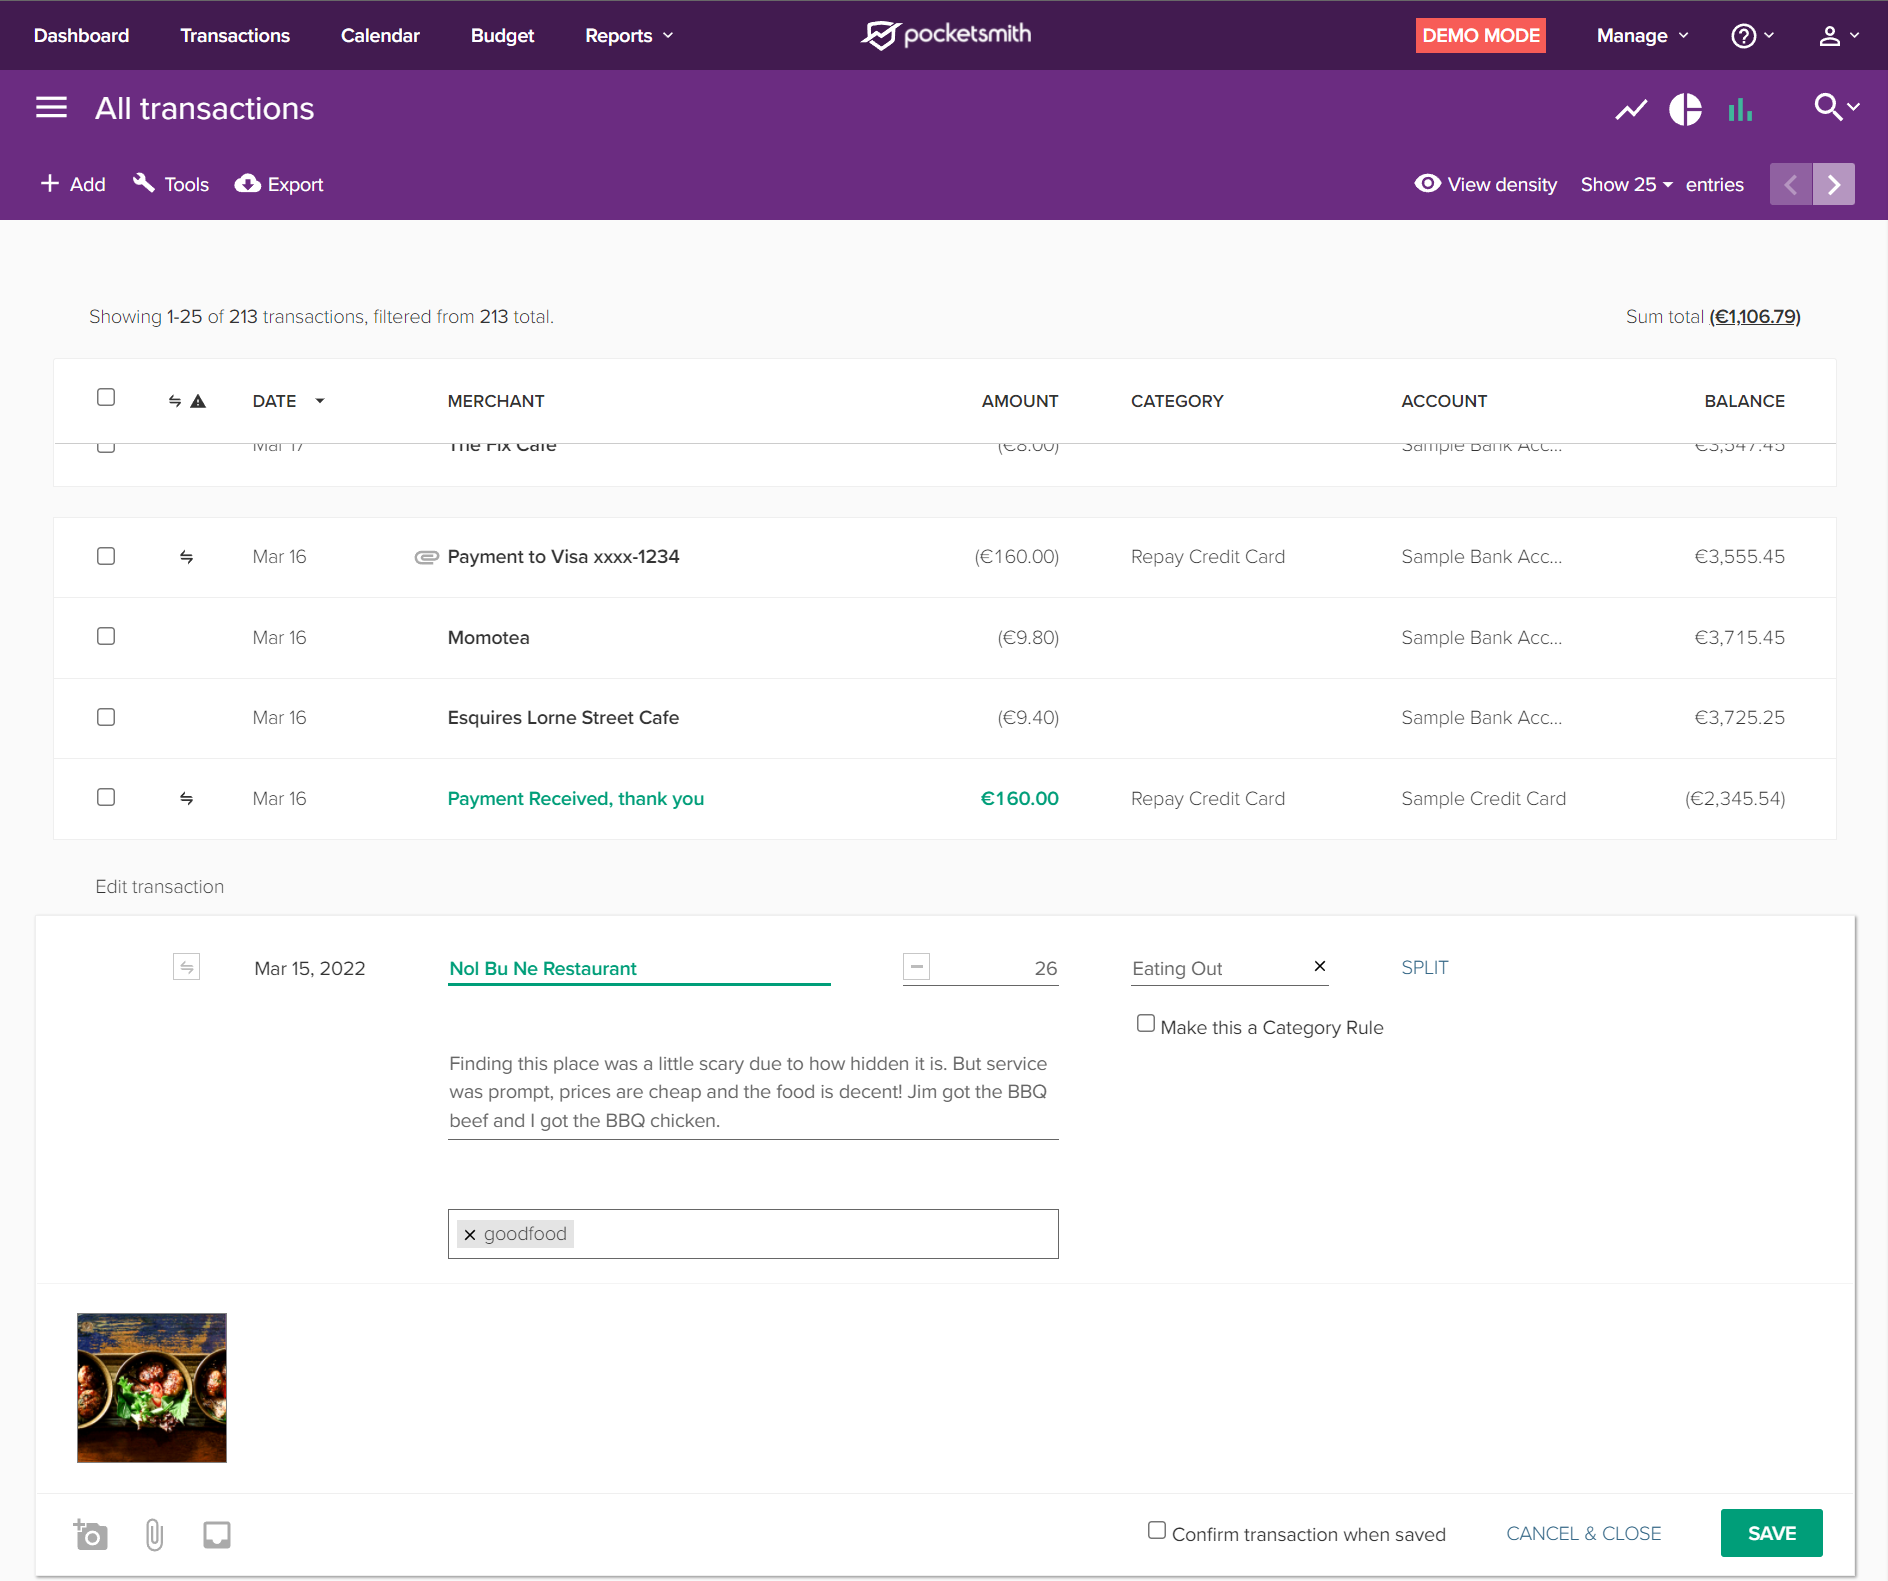 Dashboard Transactions Calendar Budget Reports pocketsmith DEMO MODE Manage
All transactions
Add Tools Export View density Show 25 entries
Showing 1-25 of 213 transactions, filtered from 213 total. Sum total (€1,106.79)
DATE MERCHANT AMOUNT CATEGORY ACCOUNT BALANCE
Mar 17 The Fix Cafe (€8.00) Sample Bank Acc... €3,547.45
Mar 16 Payment to Visa xxxx-1234 (€160.00) Repay Credit Card Sample Bank Acc... €3,555.45
Mar 16 Momotea (€9.80) Sample Bank Acc... €3,715.45
Mar 16 Esquires Lorne Street Cafe (€9.40) Sample Bank Acc... €3,725.25
Mar 16 Payment Received, thank you €160.00 Repay Credit Card Sample Credit Card (€2,345.54)
Edit transaction
Mar 15, 2022 Nol Bu Ne Restaurant 26 Eating Out SPLIT
Make this a Category Rule
Finding this place was a little scary due to how hidden it is. But service
was prompt, prices are cheap and the food is decent! Jim got the BBQ
beef and I got the BBQ chicken.
goodfood
Confirm transaction when saved CANCEL & CLOSE SAVE